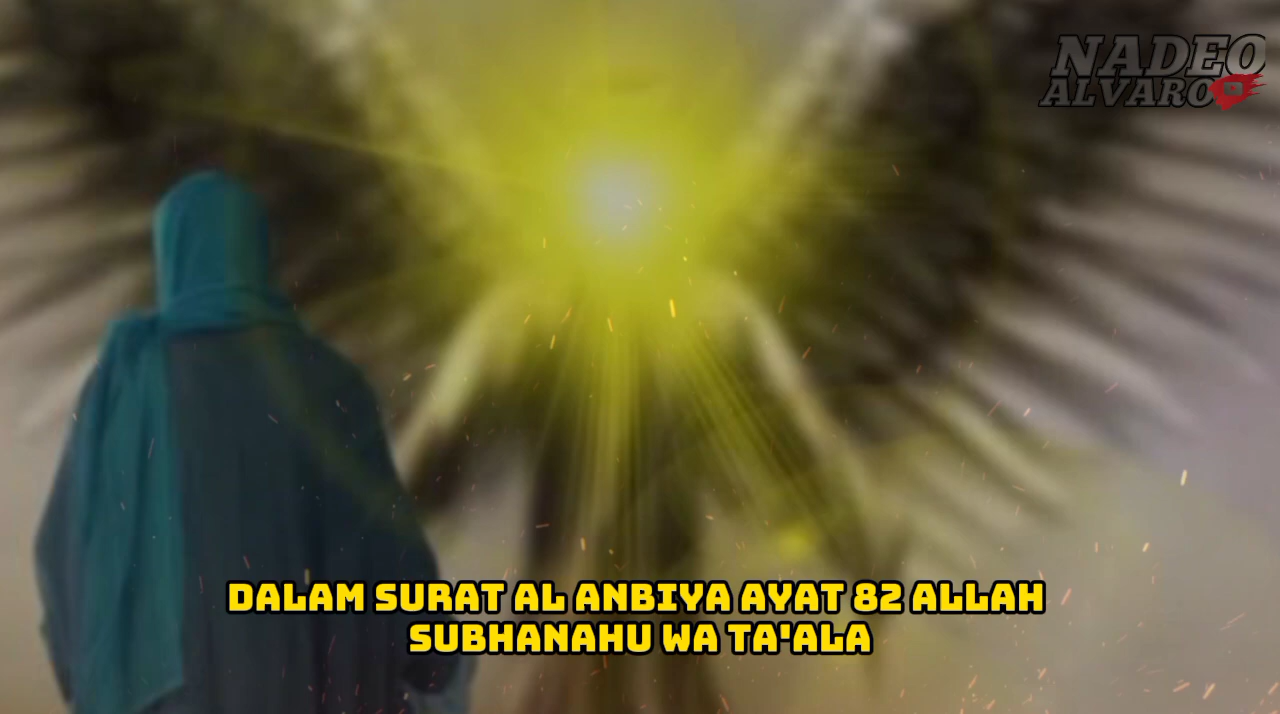 NADEO
ALVARO
DALAM SURAT AL ANBIYA AYAT 82 ALLAH
SUBHANAHU WA TA'ALA